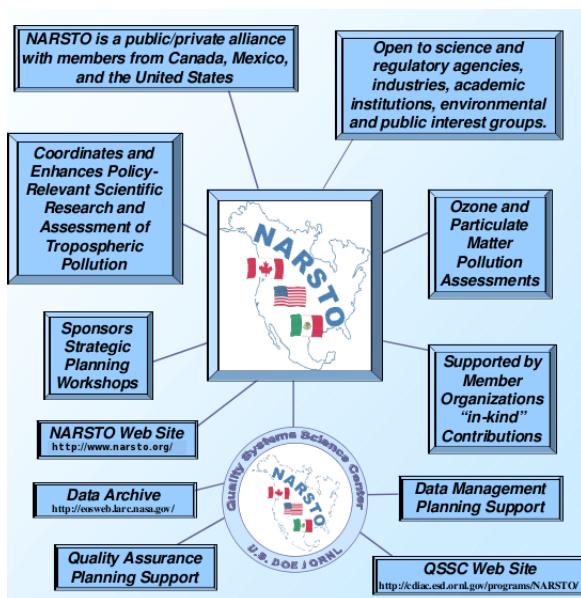 NARSTO is a public/private alliance
with members from Canada, Mexico,
and the United States
Open to science and
regulatory agencies,
industries, academic
institutions, environmental
and public interest groups.
Coordinates and
Enhances Policy-
Relevant Scientific
Research and
Assessment of
Tropospheric
Pollution
NARSTO
Ozone and
Particulate
Matter
Pollution
Assessments
Sponsors
Strategic
Planning
Workshops
Supported by
Member
Organizations
“in-kind”
Contributions
NARSTO Web Site
http://www.narsto.org/
Quality Systems Science Center
NARSTO
U.S. DOE / ORNL
Data Archive
http://eosweb.larc.nasa.gov/
Data Management
Planning Support
Quality Assurance
Planning Support
QSSC Web Site
http://cdiac.esd.ornl.gov/programs/NARSTO/